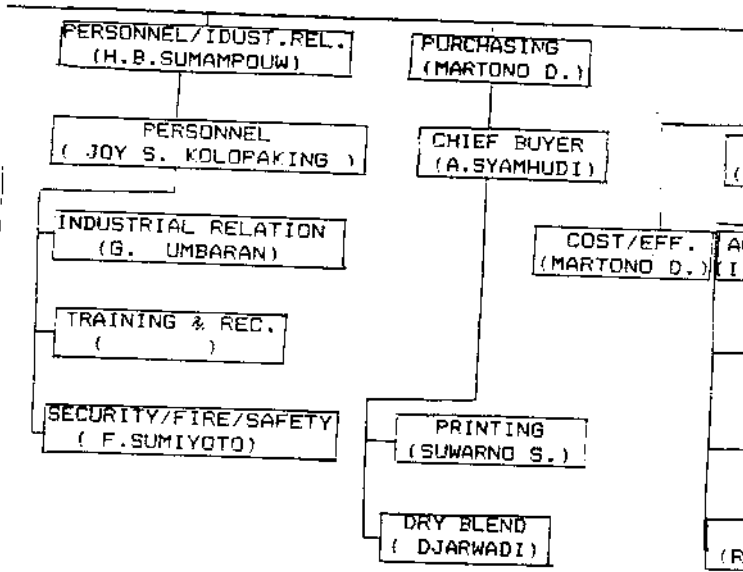 PERSONNEL/IDUST.REL.
(H.B.SUMAMPOUW)
PURCHASING
(MARTONO D.)
PERSONNEL
( JOY S. KOLOPAKING )
CHIEF BUYER
(A.SYAMHUDI)
(
INDUSTRIAL RELATION
(G. UMBARAN)
COST/EFF.
(MARTONO D.)
A
(I.
TRAINING & REC.
( )
SECURITY/FIRE/SAFETY
( F.SUMIYOTO)
PRINTING
(SUWARNO S.)
DRY BLEND
( DJARWADI)
(R